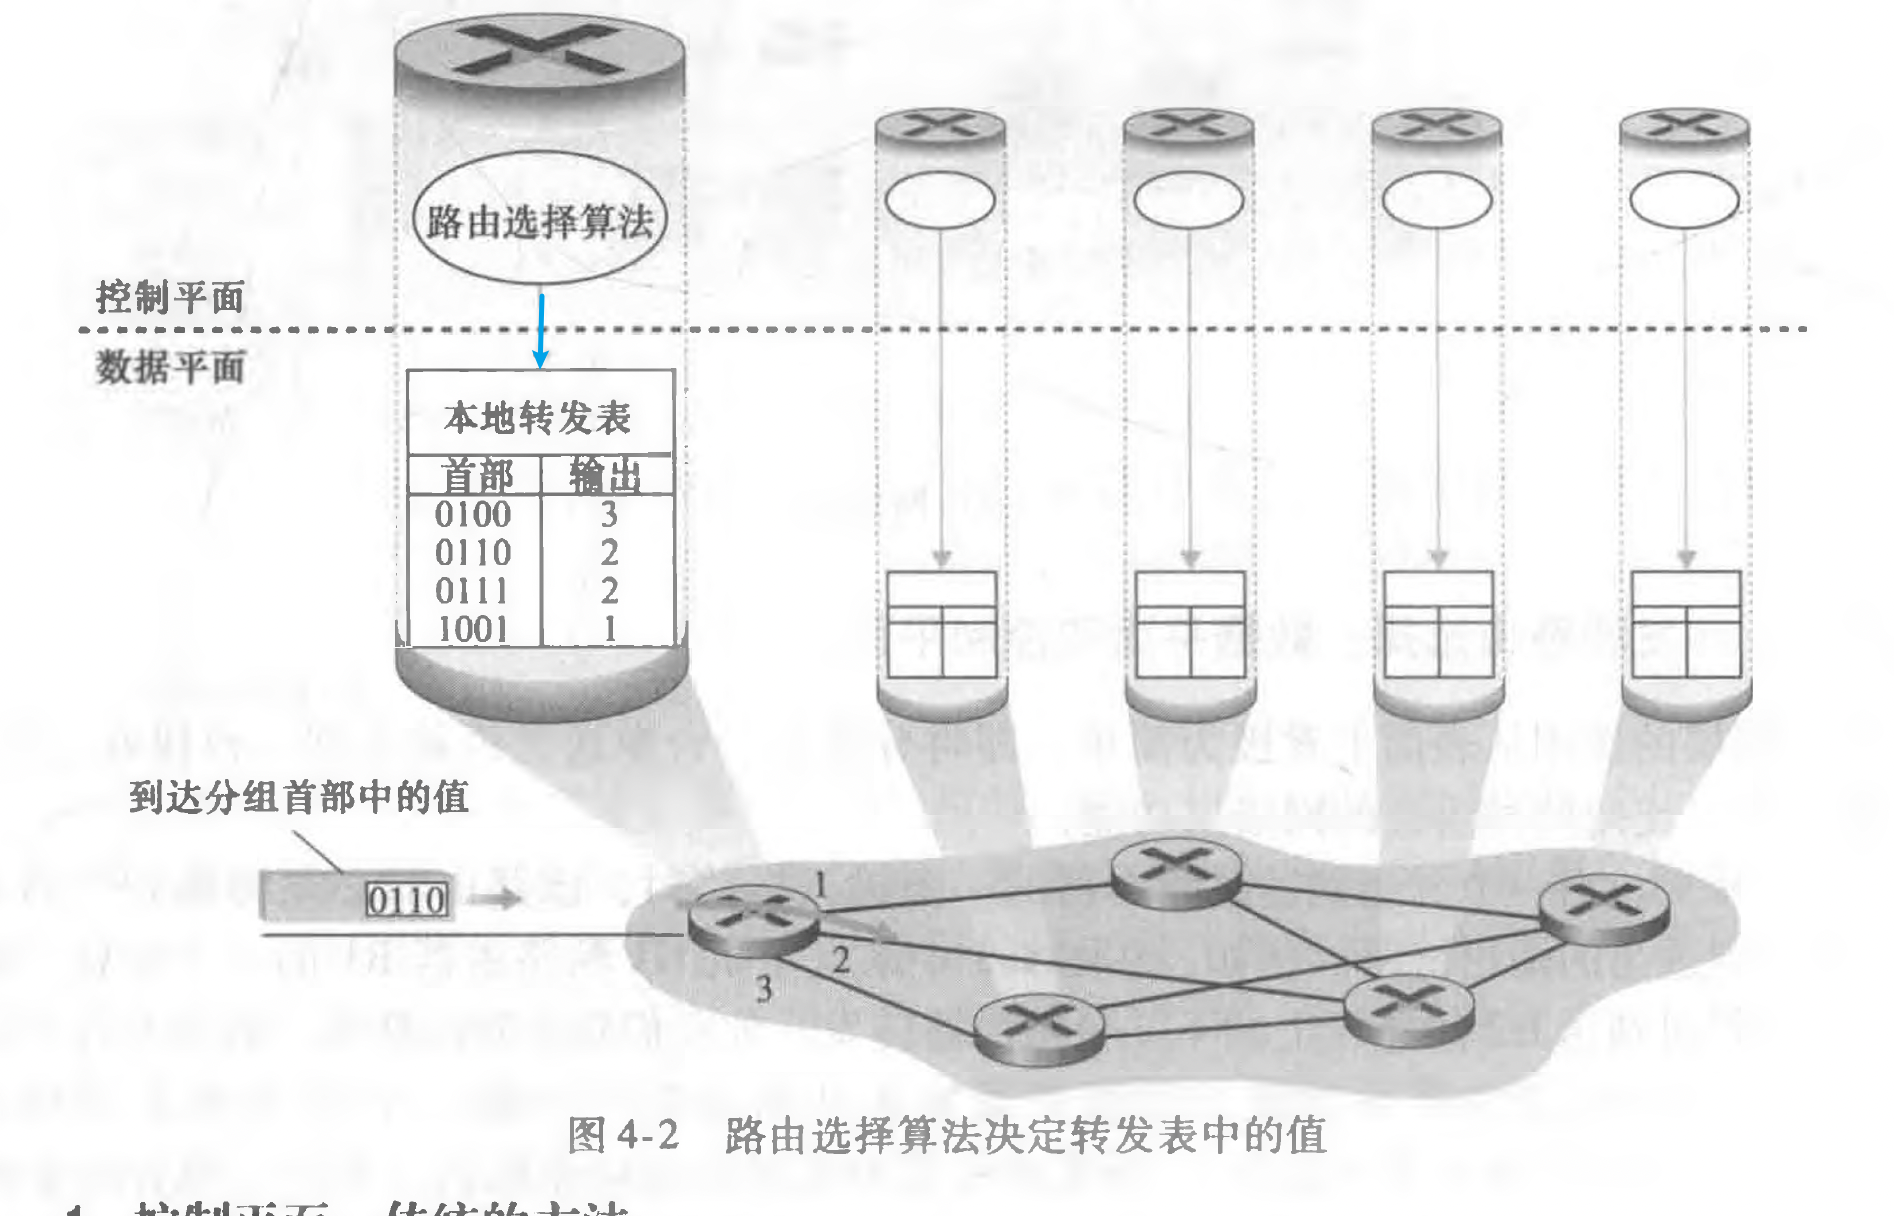 路由选择算法
控制平面
数据平面
本地转发表
首部 输出
0100 3
0110 2
0111 2
1001 1
到达分组首部中的值
0110
1
2
3
图4-2 路由选择算法决定转发表中的值